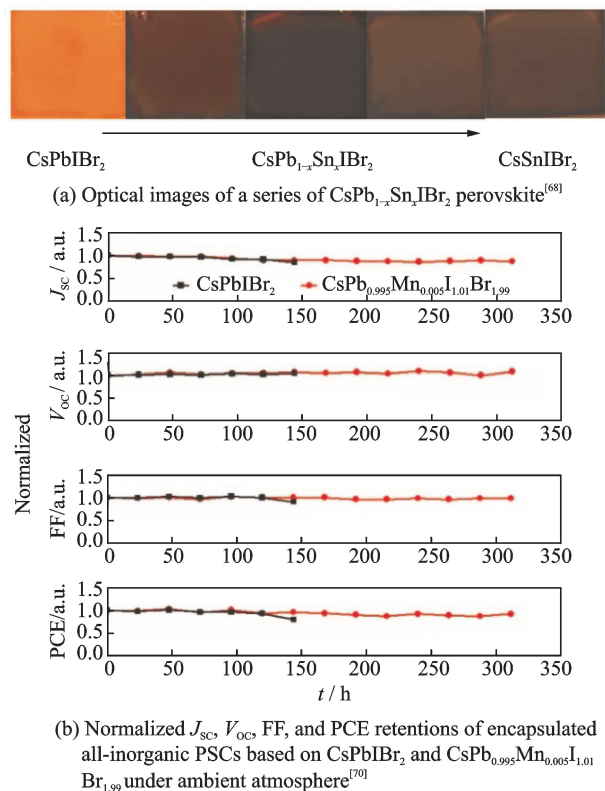 CsPbIBr₂ CsPb₁₋ₓSnₓIBr₂ CsSnIBr₂
(a) Optical images of a series of CsPb₁₋ₓSnₓIBr₂ perovskite[68]
Normalized
J_SC / a.u.
1.5
1.0
0.5
0.0
CsPbIBr₂ CsPb₀.₉₉₅Mn₀.₀₀₅I₁.₀₁Br₁.₉₉
0 50 100 150 200 250 300 350
V_OC / a.u.
1.5
1.0
0.5
0.0
0 50 100 150 200 250 300 350
FF/a.u.
1.5
1.0
0.5
0.0
0 50 100 150 200 250 300 350
PCE/a.u.
1.5
1.0
0.5
0.0
0 50 100 150 200 250 300 350
t / h
(b) Normalized J_SC, V_OC, FF, and PCE retentions of encapsulated
all-inorganic PSCs based on CsPbIBr₂ and CsPb₀.₉₉₅Mn₀.₀₀₅I₁.₀₁
Br₁.₉₉ under ambient atmosphere[70]